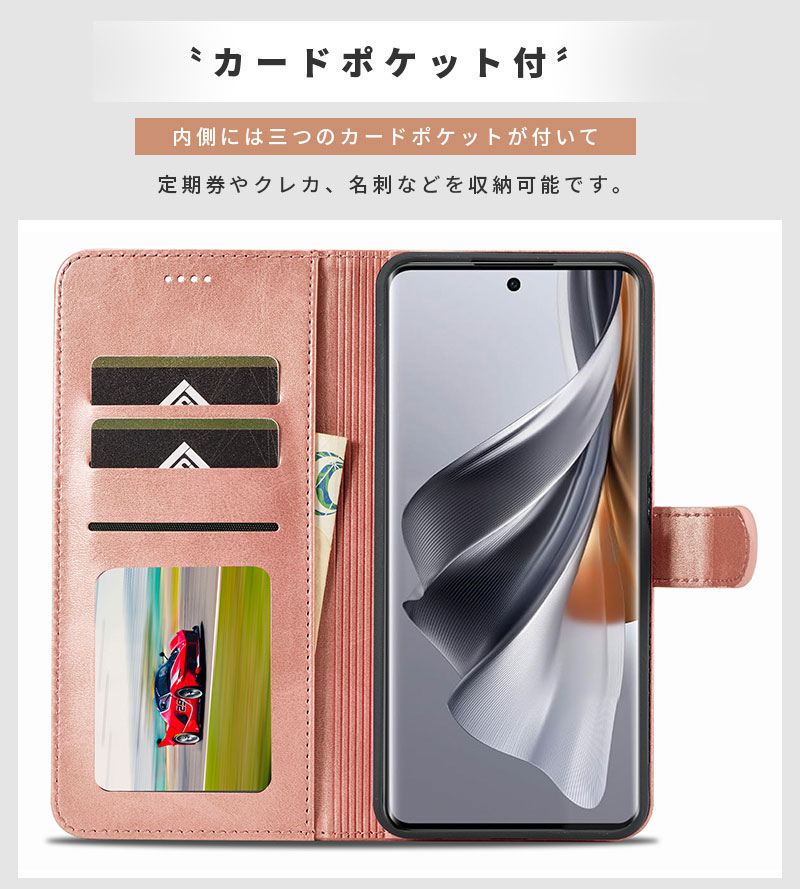 〝カードポケット付〞
内側には三つのカードポケットが付いて
定期券やクレカ、名刺などを収納可能です。